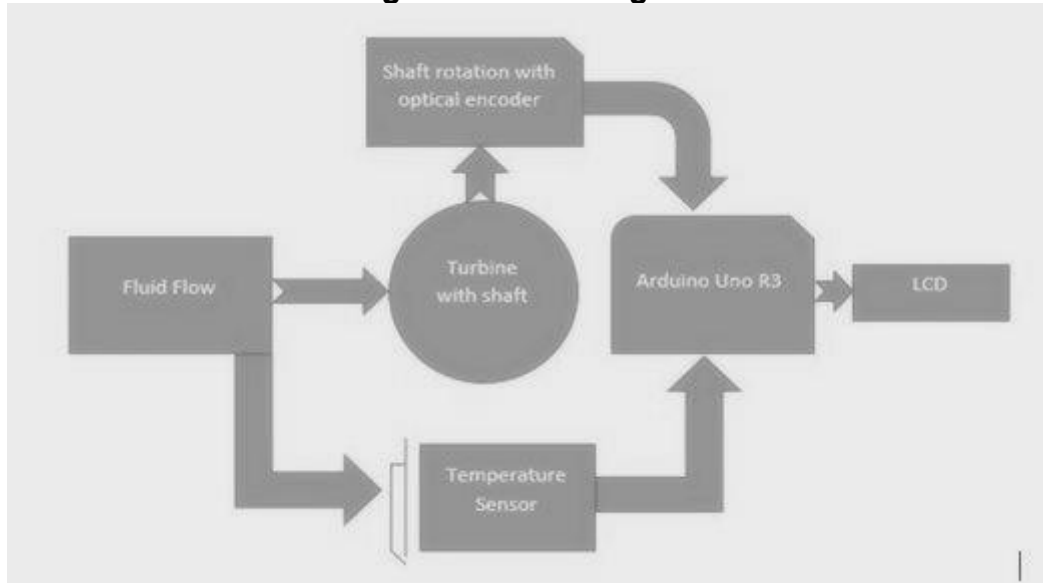 Shaft rotation with
optical encoder
Fluid Flow
Turbine
with shaft
Arduino Uno R3
LCD
Temperature
Sensor